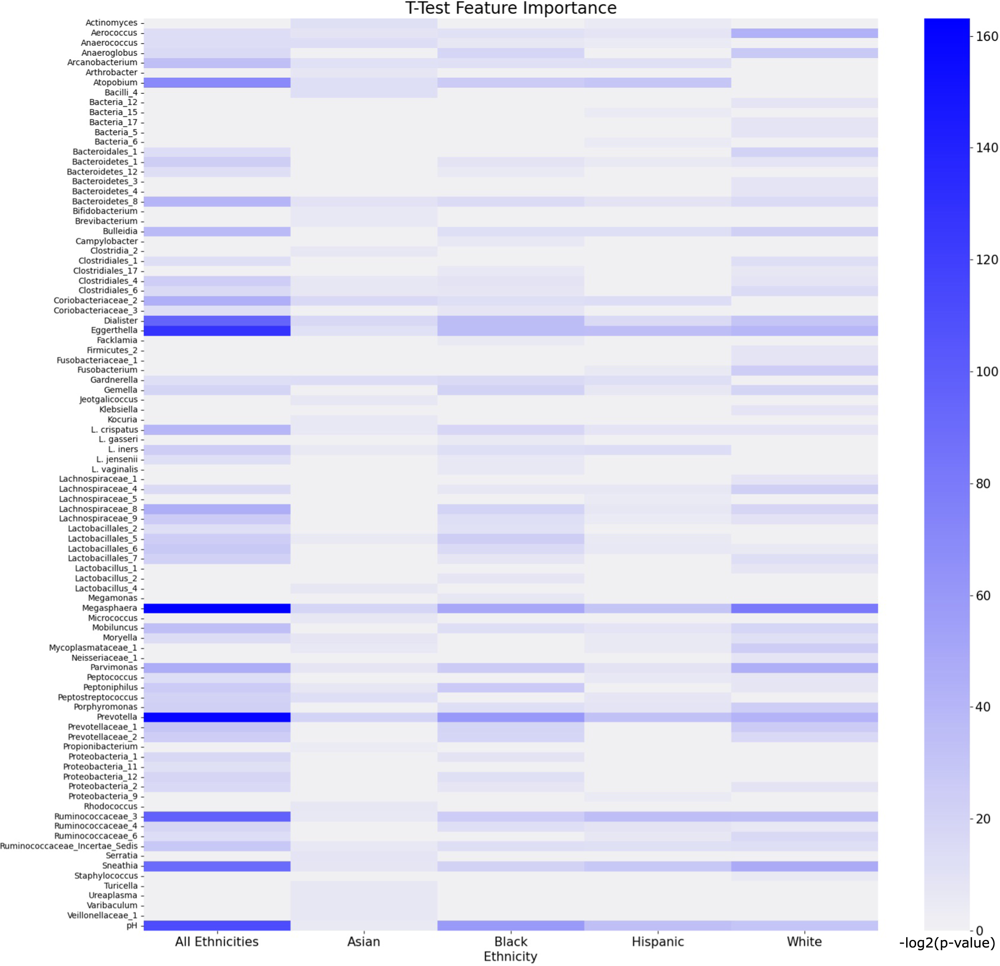 T-Test Feature Importance
Actinomyces
Aerococcus
Anaerococcus
Anaeroglobus
Arcanobacterium
Arthrobacter
Atopobium
Bacilli_4
Bacteria_12
Bacteria_15
Bacteria_17
Bacteria_5
Bacteria_6
Bacteroidales_1
Bacteroidetes_1
Bacteroidetes_12
Bacteroidetes_3
Bacteroidetes_4
Bacteroidetes_8
Bifidobacterium
Brevibacterium
Bulleidia
Campylobacter
Clostridia_2
Clostridiales_1
Clostridiales_17
Clostridiales_4
Clostridiales_6
Coriobacteriaceae_2
Coriobacteriaceae_3
Dialister
Eggerthella
Facklamia
Firmicutes_2
Fusobacteriaceae_1
Fusobacterium
Gardnerella
Gemella
Jeotgalicoccus
Klebsiella
Kocuria
L. crispatus
L. gasseri
L. iners
L. jensenii
L. vaginalis
Lachnospiraceae_1
Lachnospiraceae_4
Lachnospiraceae_5
Lachnospiraceae_8
Lachnospiraceae_9
Lactobacillales_2
Lactobacillales_5
Lactobacillales_6
Lactobacillales_7
Lactobacillus_1
Lactobacillus_2
Lactobacillus_4
Megamonas
Megasphaera
Micrococcus
Mobiluncus
Moryella
Mycoplasmataceae_1
Neisseriaceae_1
Parvimonas
Peptococcus
Peptoniphilus
Peptostreptococcus
Porphyromonas
Prevotella
Prevotellaceae_1
Prevotellaceae_2
Propionibacterium
Proteobacteria_1
Proteobacteria_11
Proteobacteria_12
Proteobacteria_2
Proteobacteria_9
Rhodococcus
Ruminococcaceae_3
Ruminococcaceae_4
Ruminococcaceae_6
Ruminococcaceae_Incertae_Sedis
Serratia
Sneathia
Staphylococcus
Turicella
Ureaplasma
Varibaculum
Veillonellaceae_1
pH
All Ethnicities Asian Black Hispanic White
Ethnicity
160
140
120
100
80
60
40
20
0
-log2(p-value)